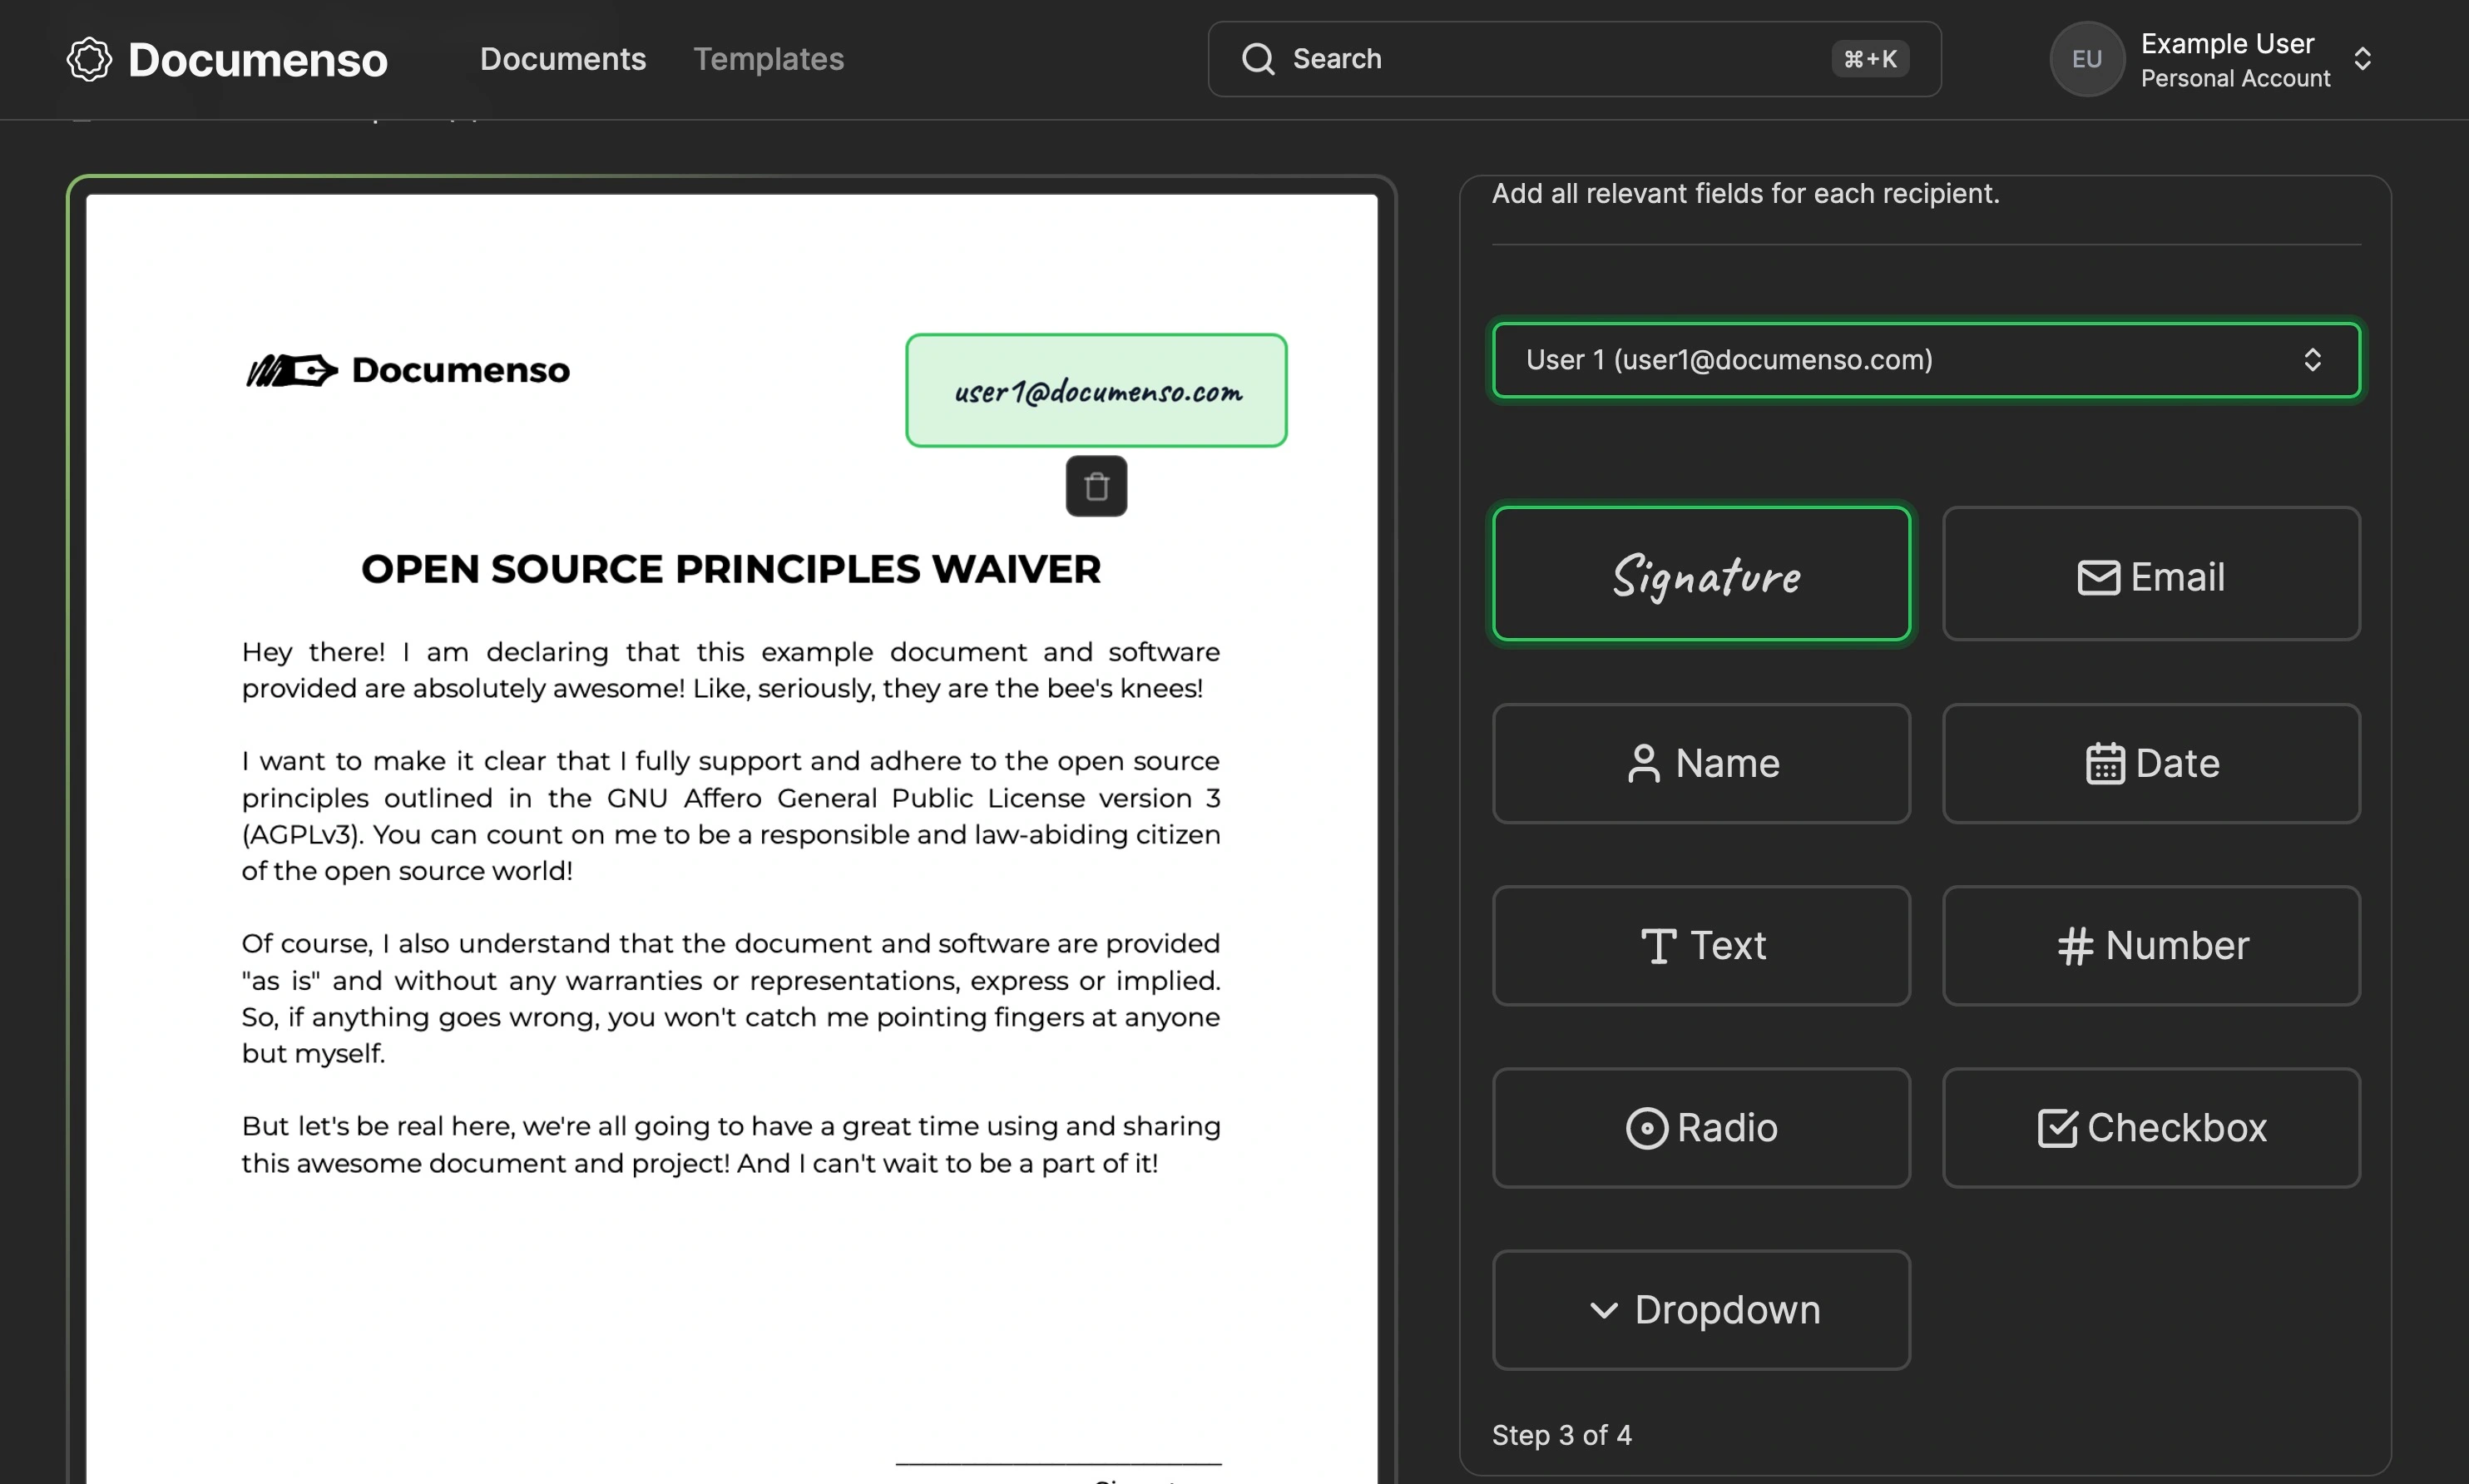 Documenso
Documents
Templates
Search
⌘+K
EU
Example User
Personal Account
Documenso
user1@documenso.com
OPEN SOURCE PRINCIPLES WAIVER
Hey there! I am declaring that this example document and software
provided are absolutely awesome! Like, seriously, they are the bee's knees!
I want to make it clear that I fully support and adhere to the open source
principles outlined in the GNU Affero General Public License version 3
(AGPLv3). You can count on me to be a responsible and law-abiding citizen
of the open source world!
Of course, I also understand that the document and software are provided
"as is" and without any warranties or representations, express or implied.
So, if anything goes wrong, you won't catch me pointing fingers at anyone
but myself.
But let's be real here, we're all going to have a great time using and sharing
this awesome document and project! And I can't wait to be a part of it!
Add all relevant fields for each recipient.
User 1 (user1@documenso.com)
Signature
Email
Name
Date
Text
Number
Radio
Checkbox
Dropdown
Step 3 of 4